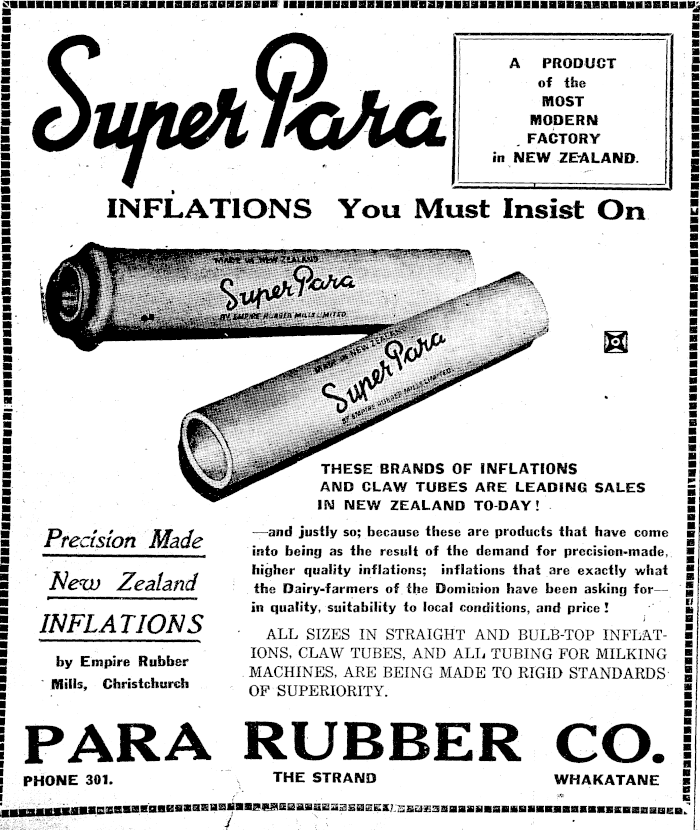 Super Para
A PRODUCT
of the
MOST
MODERN
FACTORY
in NEW ZEALAND.
INFLATIONS You Must Insist On
MADE IN NEW ZEALAND
Super Para
BY EMPIRE RUBBER MILLS LIMITED
MADE IN NEW ZEALAND
Super Para
BY EMPIRE RUBBER MILLS LIMITED.
THESE BRANDS OF INFLATIONS
AND CLAW TUBES ARE LEADING SALES
IN NEW ZEALAND TO-DAY!
Precision Made
New Zealand
INFLATIONS
by Empire Rubber
Mills, Christchurch
—and justly so; because these are products that have come
into being as the result of the demand for precision-made,
higher quality inflations; inflations that are exactly what
the Dairy-farmers of the Dominion have been asking for—
in quality, suitability to local conditions, and price!
ALL SIZES IN STRAIGHT AND BULB-TOP INFLAT-
IONS, CLAW TUBES, AND ALL TUBING FOR MILKING
MACHINES, ARE BEING MADE TO RIGID STANDARDS
OF SUPERIORITY.
PARA RUBBER CO.
PHONE 301. THE STRAND WHAKATANE